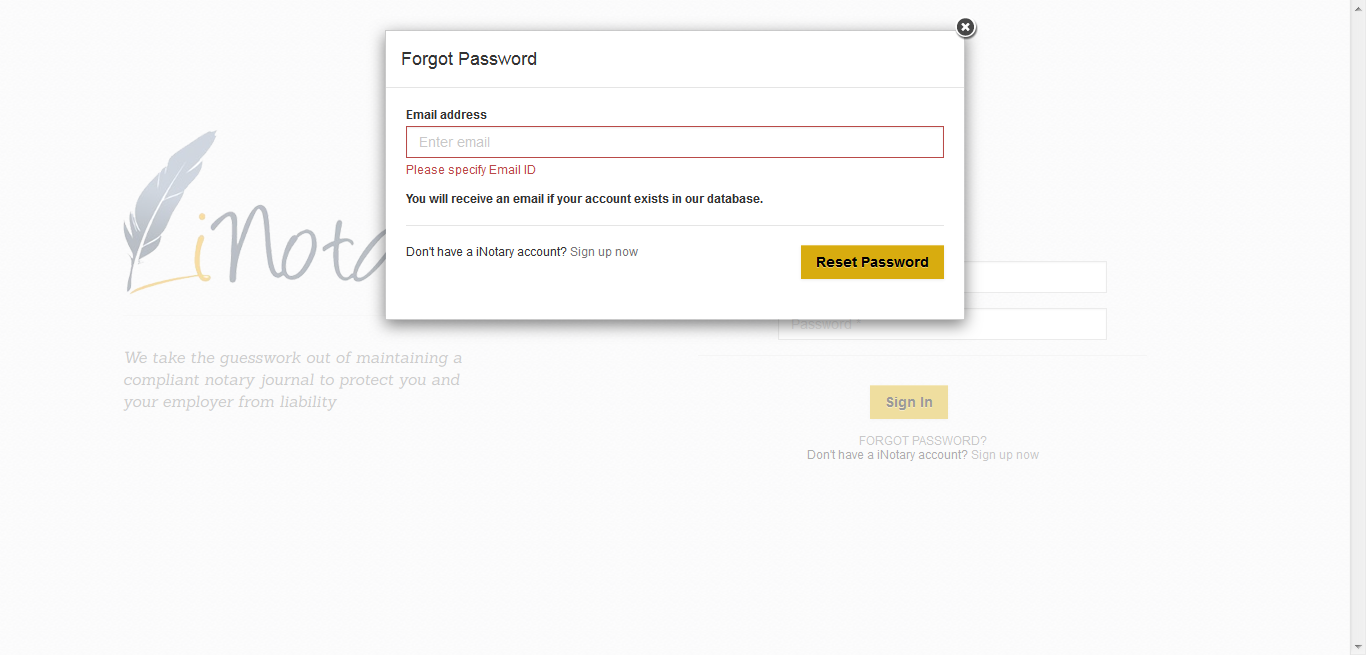 Forgot Password
Email address
Enter email
Please specify Email ID
You will receive an email if your account exists in our database.
Don't have a iNotary account? Sign up now
Reset Password
iNota
Password *
We take the guesswork out of maintaining a
compliant notary journal to protect you and
your employer from liability
Sign In
FORGOT PASSWORD?
Don't have a iNotary account? Sign up now